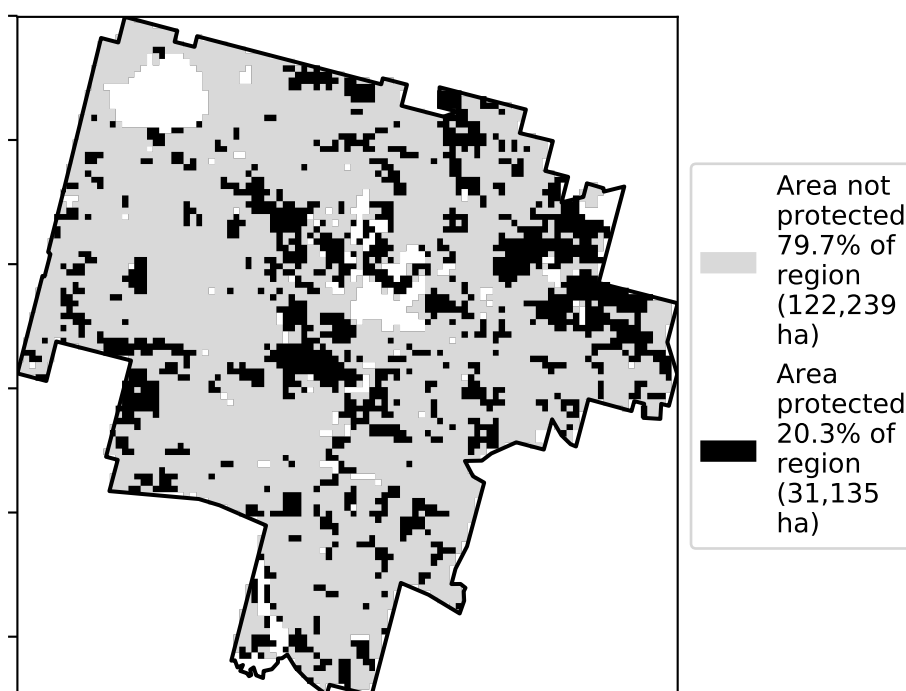 Area not
protected
79.7% of
region
(122,239
ha)
Area
protected
20.3% of
region
(31,135
ha)